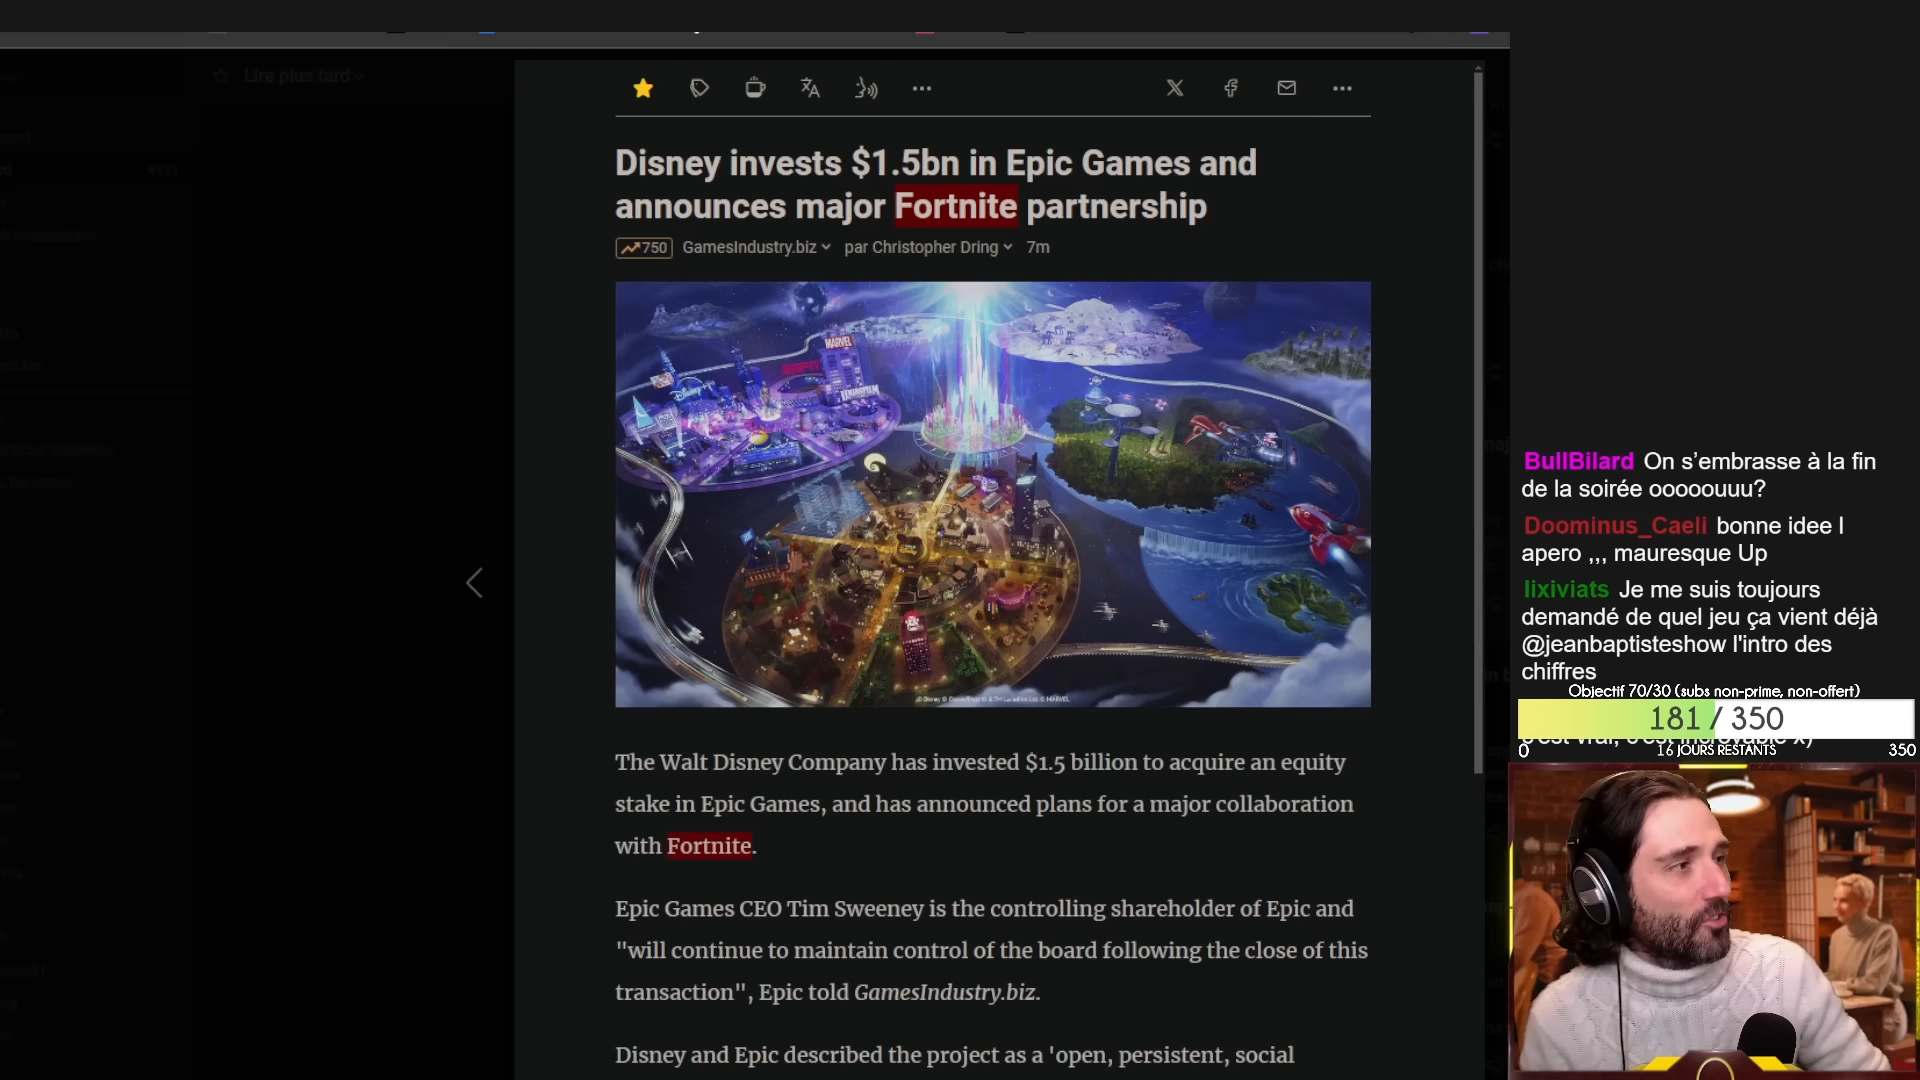 Lire plus tard
Disney invests $1.5bn in Epic Games and
announces major Fortnite partnership
750 GamesIndustry.biz par Christopher Dring 7m
MARVEL
ESPN
Disney
LUCASFILM
The Walt Disney Company has invested $1.5 billion to acquire an equity
stake in Epic Games, and has announced plans for a major collaboration
with Fortnite.
Epic Games CEO Tim Sweeney is the controlling shareholder of Epic and
"will continue to maintain control of the board following the close of this
transaction", Epic told GamesIndustry.biz.
Disney and Epic described the project as a 'open, persistent, social
BullBilard On s'embrasse à la fin
de la soirée ooooouuu?
Doominus_Caeli bonne idee l
apero ,,, mauresque Up
lixiviats Je me suis toujours
demandé de quel jeu ça vient déjà
@jeanbaptisteshow l'intro des
chiffres
Objectif 70/30 (subs non-prime, non-offert)
181 / 350
0 16 JOURS RESTANTS 350